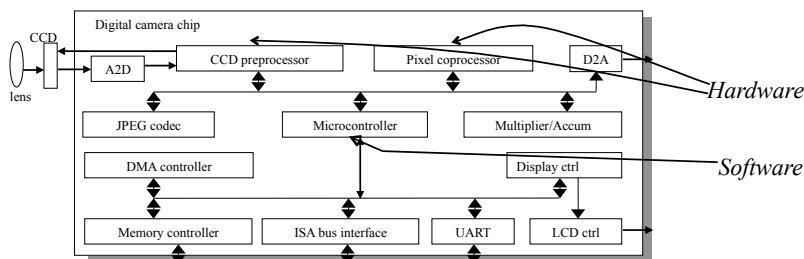 Digital camera chip
CCD
lens
A2D
CCD preprocessor
Pixel coprocessor
D2A
Hardware
JPEG codec
Microcontroller
Multiplier/Accum
Software
DMA controller
Display ctrl
Memory controller
ISA bus interface
UART
LCD ctrl